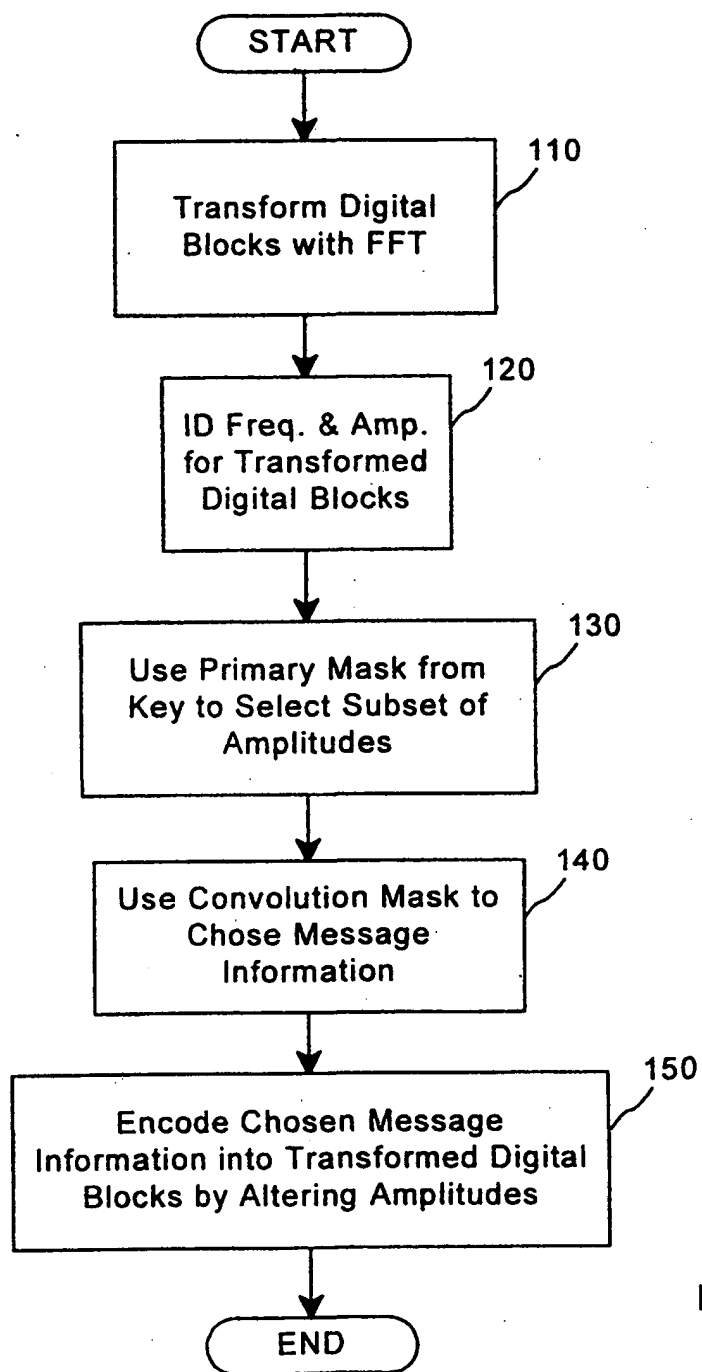 START
110
Transform Digital
Blocks with FFT
120
ID Freq. & Amp.
for Transformed
Digital Blocks
130
Use Primary Mask from
Key to Select Subset of
Amplitudes
140
Use Convolution Mask to
Chose Message
Information
150
Encode Chosen Message
Information into Transformed Digital
Blocks by Altering Amplitudes
END